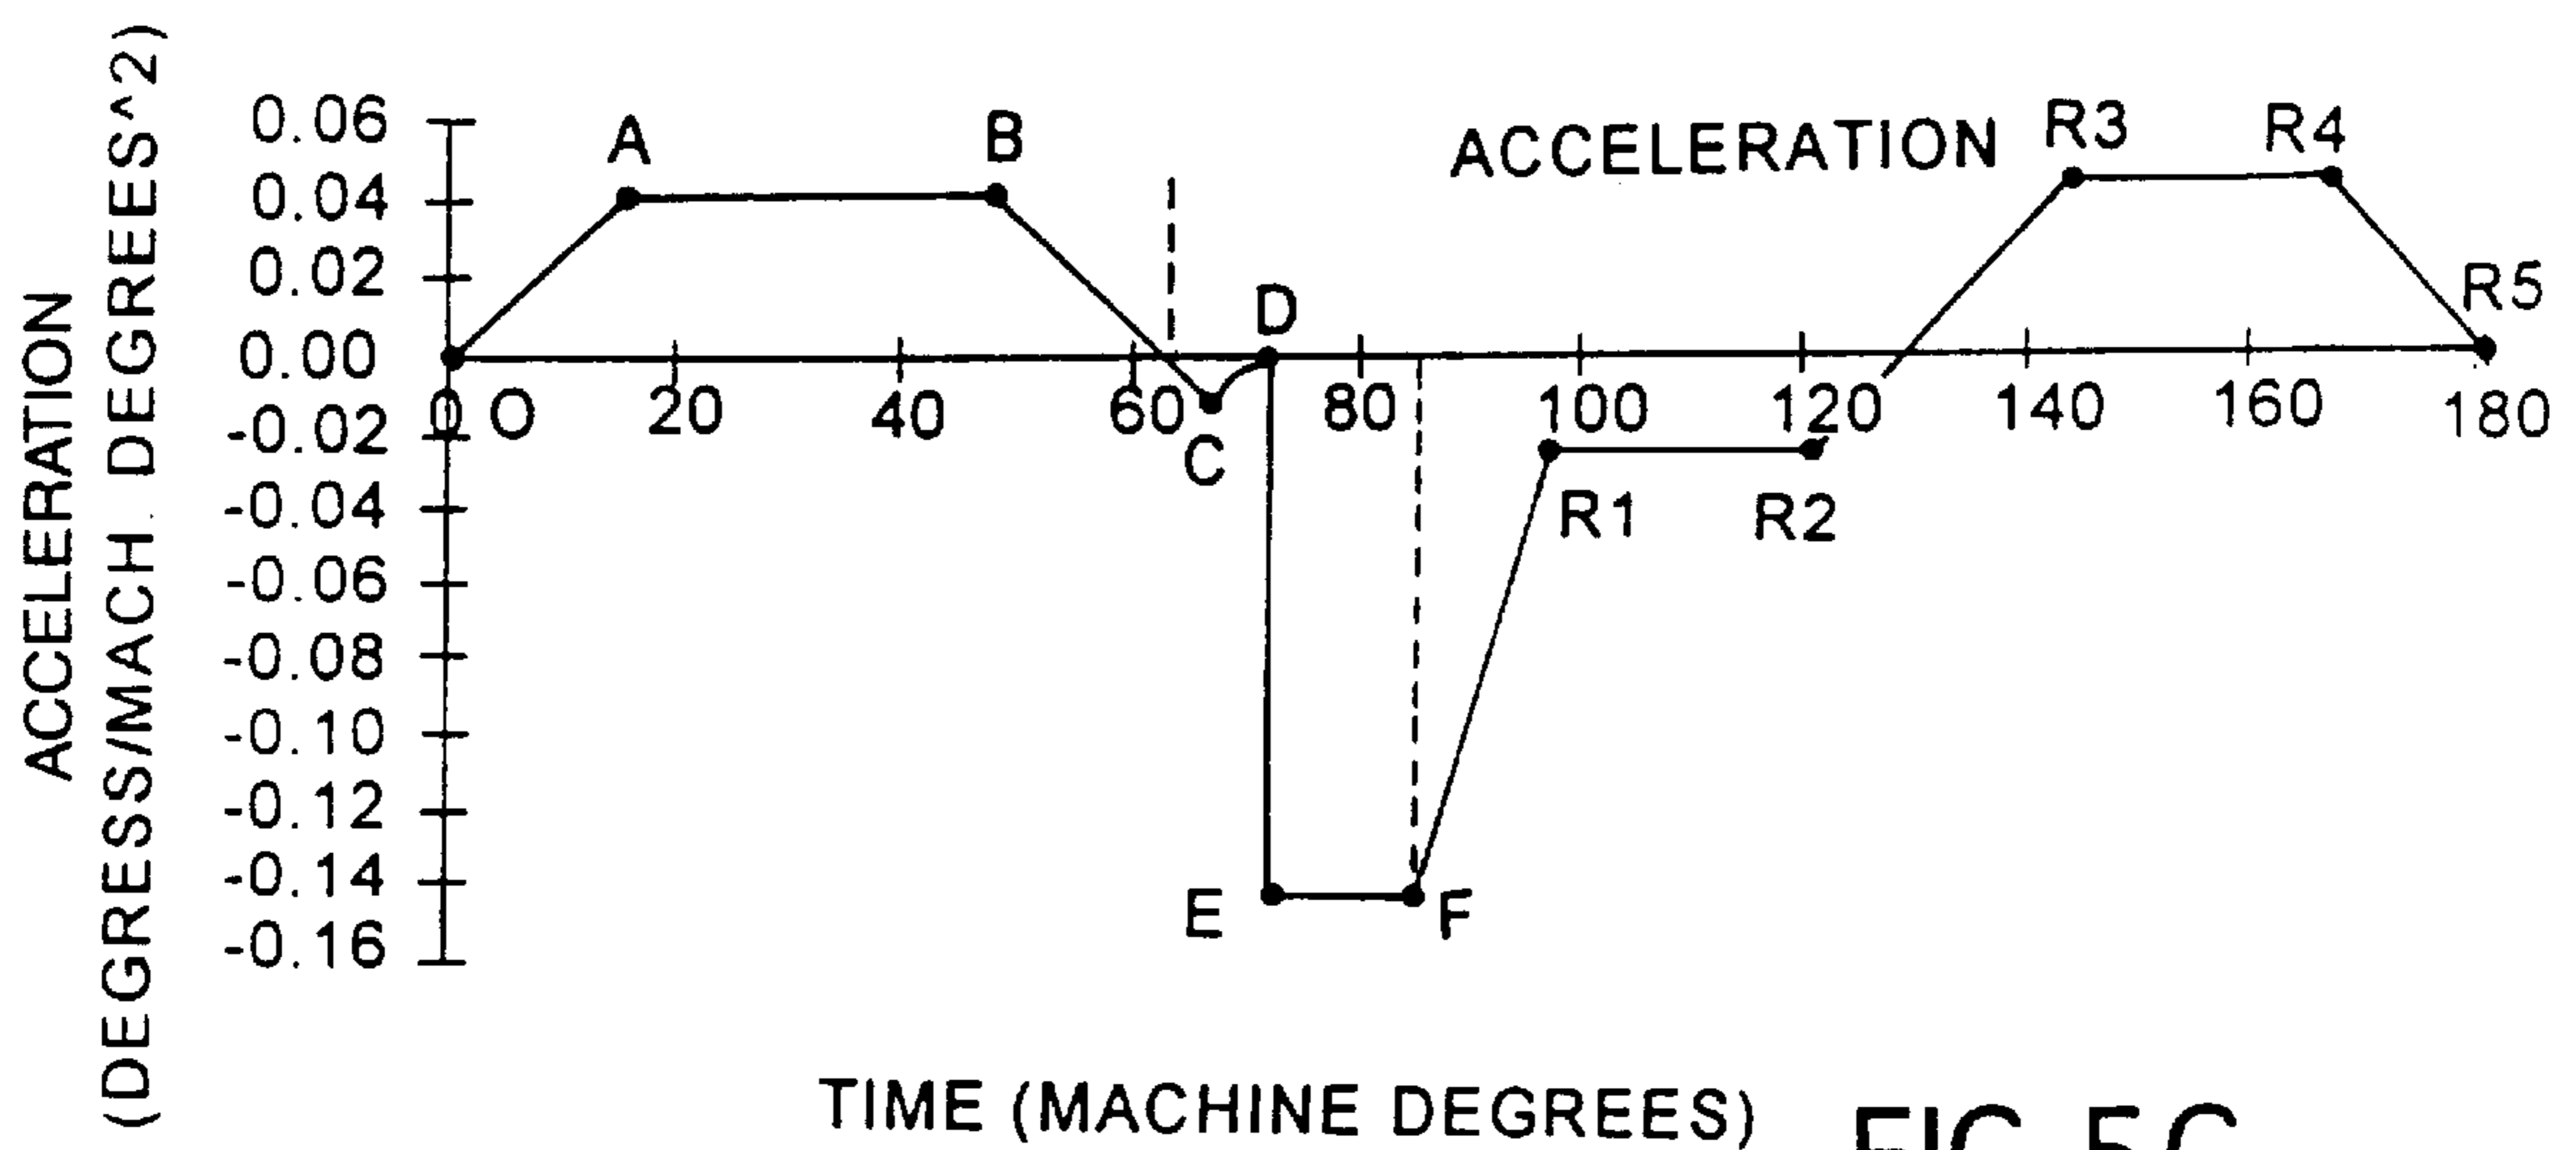 ACCELERATION
(DEGRESS/MACH. DEGREES^2)
0.06
0.04
0.02
0.00
-0.02
-0.04
-0.06
-0.08
-0.10
-0.12
-0.14
-0.16
A
B
ACCELERATION
R3
R4
D
R5
0 O 20 40 60 80 100 120 140 160 180
C
R1
R2
E
F
TIME (MACHINE DEGREES)
FIG. 5C